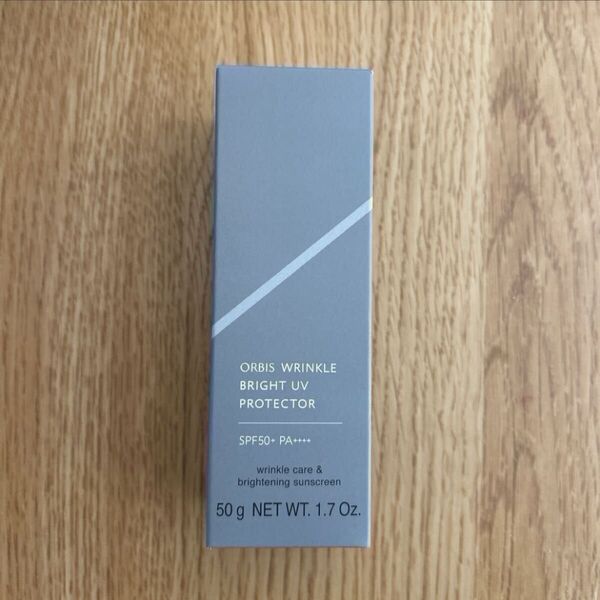 ORBIS WRINKLE
BRIGHT UV
PROTECTOR
SPF50+ PA++++
wrinkle care &
brightening sunscreen
50 g NET WT. 1.7 Oz.